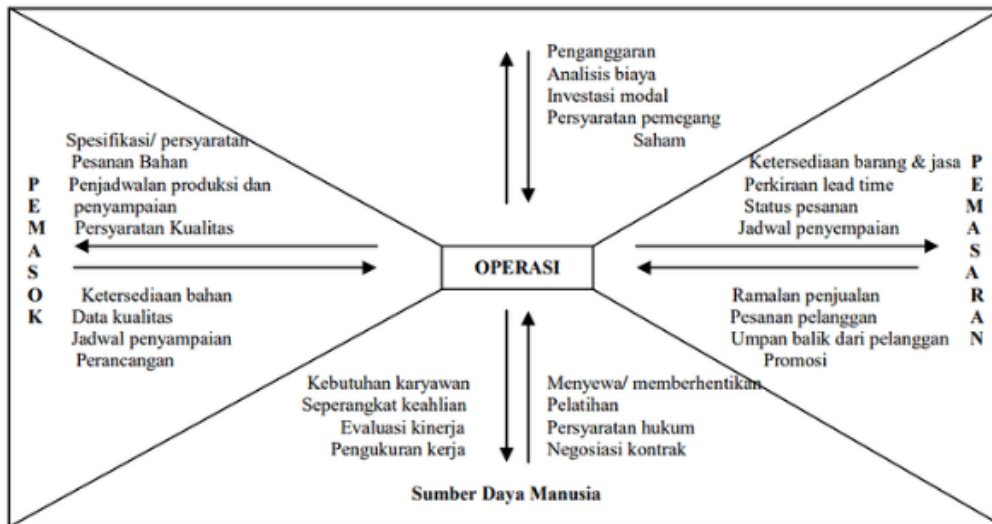 Penganggaran
Analisis biaya
Investasi modal
Persyaratan pemegang
Saham
Spesifikasi/ persyaratan
Pesanan Bahan
Penjadwalan produksi dan
penyampaian
Persyaratan Kualitas
PEMASOK
Ketersediaan bahan
Data kualitas
Jadwal penyampaian
Perancangan
OPERASI
Ketersediaan barang & jasa
Perkiraan lead time
Status pesanan
Jadwal penyempaian
PEMASARAN
Ramalan penjualan
Pesanan pelanggan
Umpan balik dari pelanggan
Promosi
Kebutuhan karyawan
Seperangkat keahlian
Evaluasi kinerja
Pengukuran kerja
Menyewa/ memberhentikan
Pelatihan
Persyaratan hukum
Negosiasi kontrak
Sumber Daya Manusia